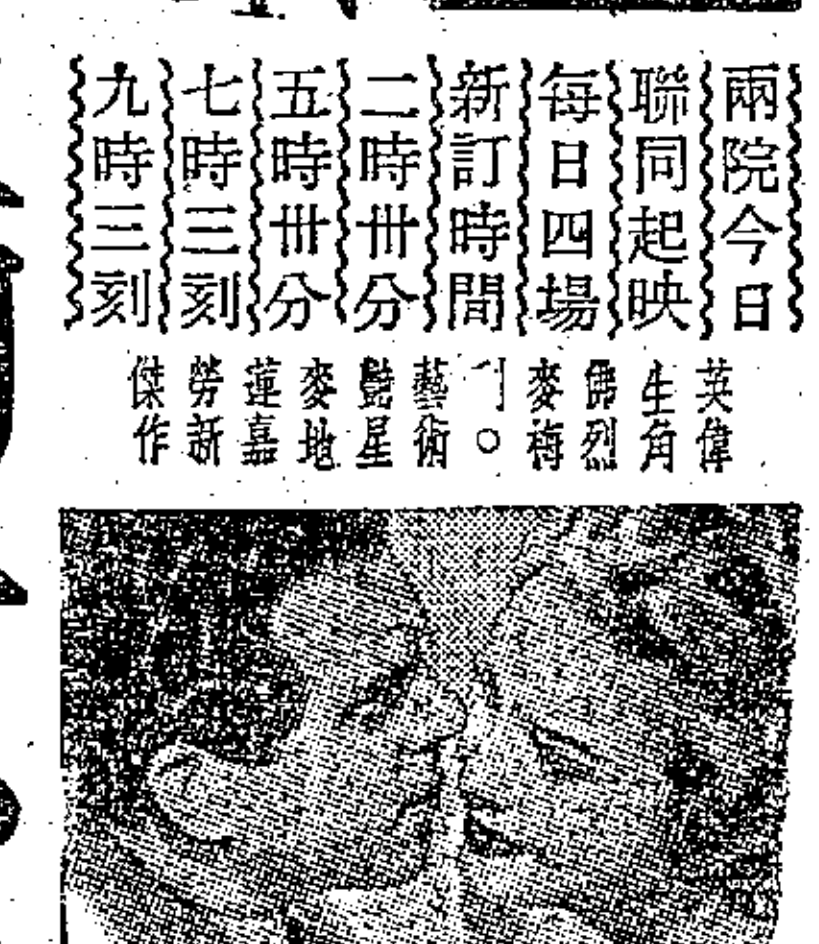 兩院今日
聯同起映
每日四場
新訂時間
二時卅分
五時卅分
七時三刻
九時三刻
英偉
生角
佛烈
麥梅
藝術
艷星
麥地
蓮嘉
勞新
傑作